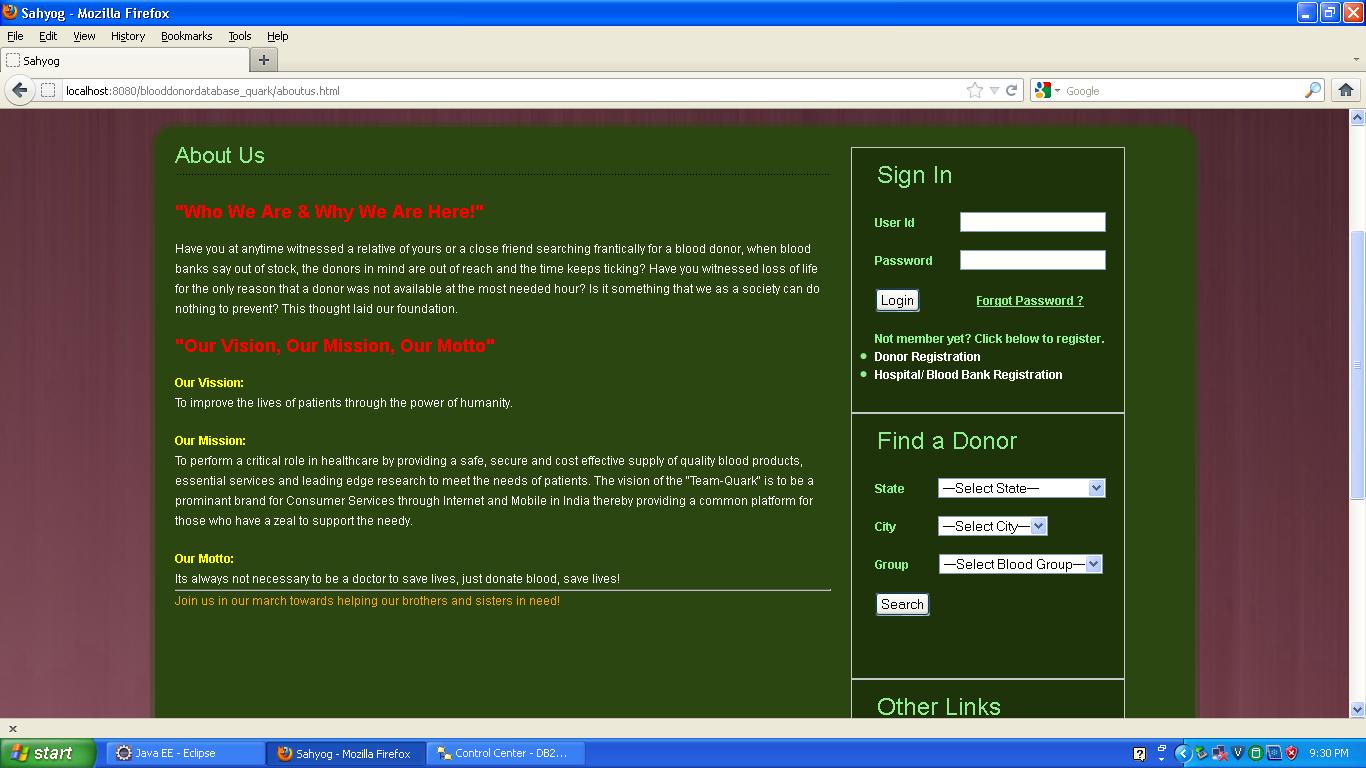 Sahyog - Mozilla Firefox
File Edit View History Bookmarks Tools Help
Sahyog
localhost:8080/blooddonordatabase_quark/aboutus.html
Google
About Us
"Who We Are & Why We Are Here!"
Have you at anytime witnessed a relative of yours or a close friend searching frantically for a blood donor, when blood
banks say out of stock, the donors in mind are out of reach and the time keeps ticking? Have you witnessed loss of life
for the only reason that a donor was not available at the most needed hour? Is it something that we as a society can do
nothing to prevent? This thought laid our foundation.
"Our Vision, Our Mission, Our Motto"
Our Vission:
To improve the lives of patients through the power of humanity.
Our Mission:
To perform a critical role in healthcare by providing a safe, secure and cost effective supply of quality blood products,
essential services and leading edge research to meet the needs of patients. The vision of the "Team-Quark" is to be a
prominant brand for Consumer Services through Internet and Mobile in India thereby providing a common platform for
those who have a zeal to support the needy.
Our Motto:
Its always not necessary to be a doctor to save lives, just donate blood, save lives!
Join us in our march towards helping our brothers and sisters in need!
Sign In
User Id
Password
Login Forgot Password ?
Not member yet? Click below to register.
Donor Registration
Hospital/ Blood Bank Registration
Find a Donor
State —Select State—
City —Select City—
Group —Select Blood Group—
Search
Other Links
start Java EE - Eclipse Sahyog - Mozilla Firefox Control Center - DB2... 9:30 PM